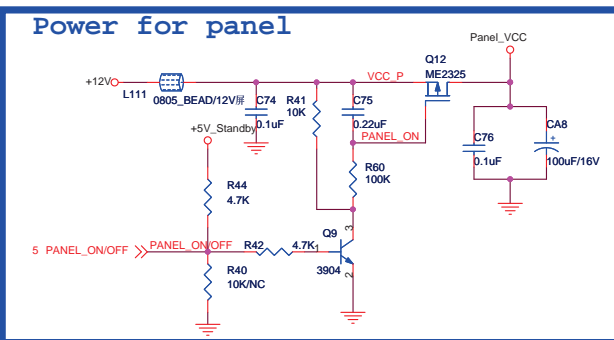 Power for panel
Panel_VCC
Q12
ME2325
+12V
VCC_P
L111
0805_BEAD/12V屏
C74
0.1uF
R41
10K
C75
0.22uF
PANEL_ON
+5V_Standby
C76
0.1uF
CA8
+
100uF/16V
R60
100K
R44
4.7K
Q9
3
5 PANEL_ON/OFF
PANEL_ON/OFF
R42
4.7K
1
3904
2
R40
10K/NC